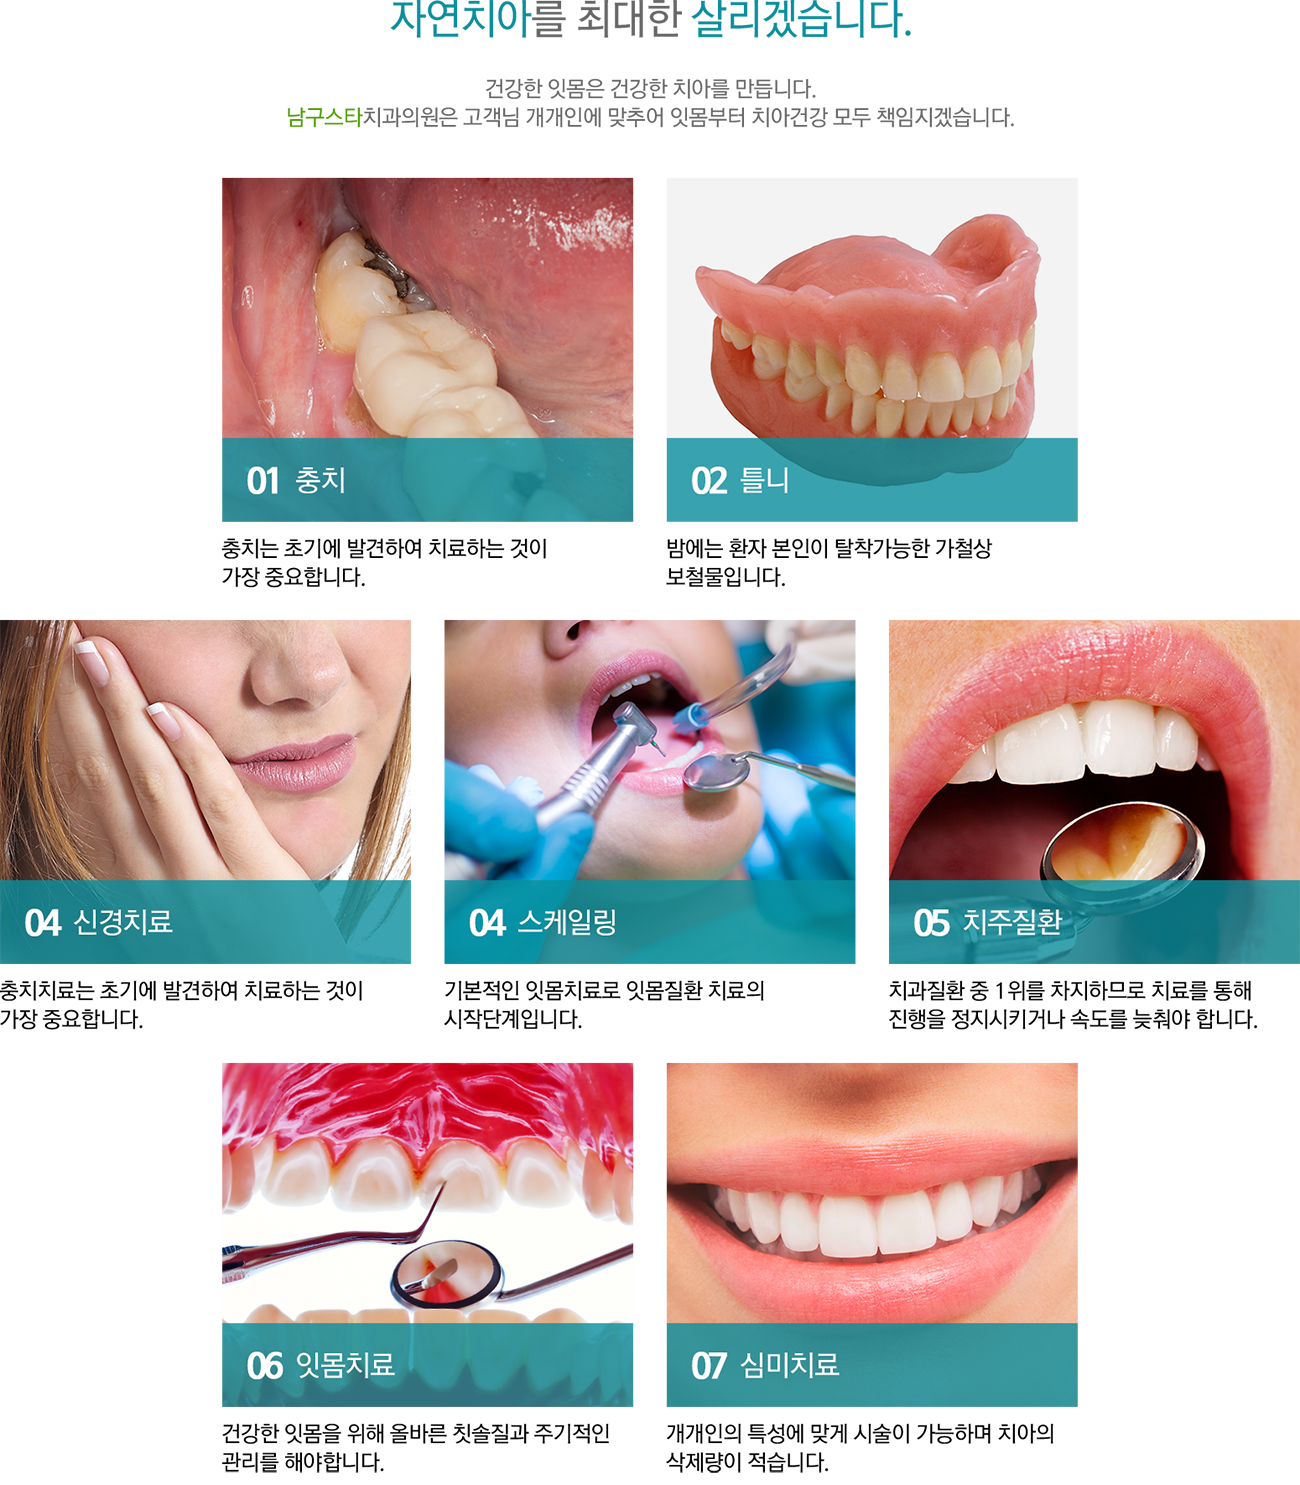 자연치아를 최대한 살리겠습니다.
건강한 잇몸은 건강한 치아를 만듭니다.
남구스타치과의원은 고객님 개개인에 맞추어 잇몸부터 치아건강 모두 책임지겠습니다.
01 충치
02 틀니
충치는 초기에 발견하여 치료하는 것이
가장 중요합니다.
밤에는 환자 본인이 탈착가능한 가철상
보철물입니다.
04 신경치료
04 스케일링
05 치주질환
충치치료는 초기에 발견하여 치료하는 것이
가장 중요합니다.
기본적인 잇몸치료로 잇몸질환 치료의
시작단계입니다.
치과질환 중 1위를 차지하므로 치료를 통해
진행을 정지시키거나 속도를 늦춰야 합니다.
06 잇몸치료
07 심미치료
건강한 잇몸을 위해 올바른 칫솔질과 주기적인
관리를 해야합니다.
개개인의 특성에 맞게 시술이 가능하며 치아의
삭제량이 적습니다.